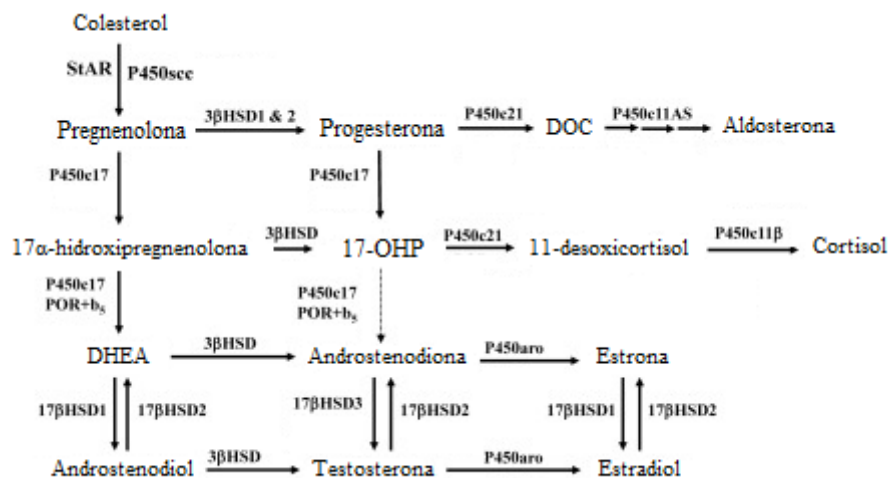 Colesterol
StAR P450scc
3βHSD1 & 2 P450c21 P450c11AS
Pregnenolona Progesterona DOC Aldosterona
P450c17 P450c17
3βHSD P450c21 P450c11β
17α-hidroxipregnenolona 17-OHP 11-desoxicortisol Cortisol
P450c17 P450c17
POR+b₅ POR+b₅
3βHSD P450aro
DHEA Androstenodiona Estrona
17βHSD1 17βHSD2 17βHSD3 17βHSD2 17βHSD1 17βHSD2
3βHSD P450aro
Androstenodiol Testosterona Estradiol